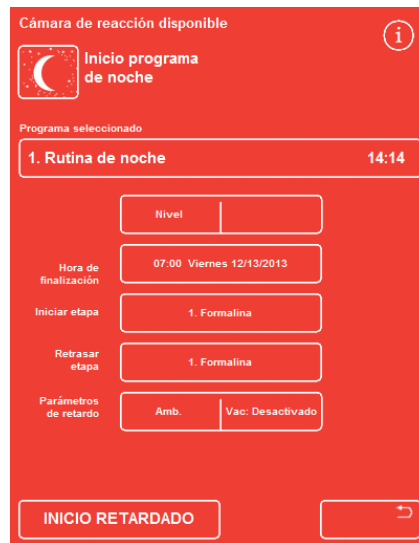 Cámara de reacción disponible
i
Inicio programa
de noche
Programa seleccionado
1. Rutina de noche 14:14
Nivel
Hora de
finalización
07:00 Viernes 12/13/2013
Iniciar etapa
1. Formalina
Retrasar
etapa
1. Formalina
Parámetros
de retardo
Amb. Vac: Desactivado
INICIO RETARDADO